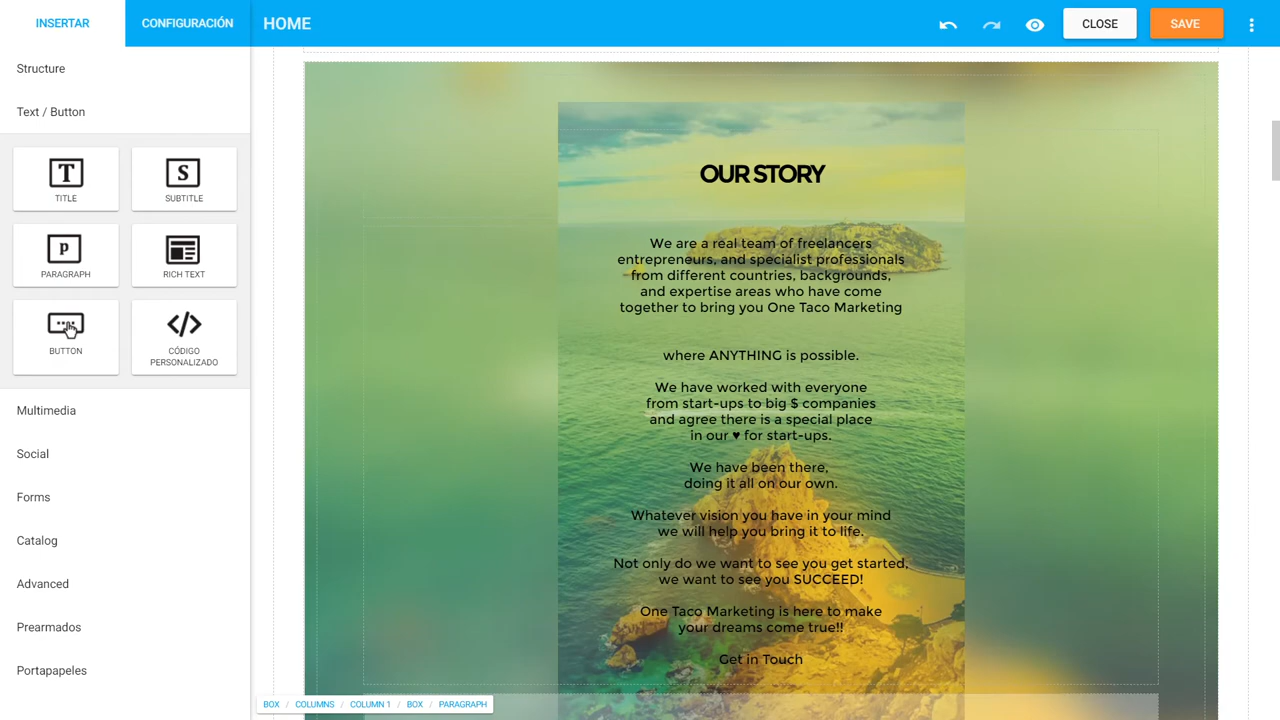 INSERTAR
CONFIGURACIÓN
HOME
CLOSE
SAVE
Structure
Text / Button
T
TITLE
S
SUBTITLE
p
PARAGRAPH
RICH TEXT
BUTTON
</>
CÓDIGO
PERSONALIZADO
Multimedia
Social
Forms
Catalog
Advanced
Prearmados
Portapapeles
OUR STORY
We are a real team of freelancers
entrepreneurs, and specialist professionals
from different countries, backgrounds,
and expertise areas who have come
together to bring you One Taco Marketing
where ANYTHING is possible.
We have worked with everyone
from start-ups to big $ companies
and agree there is a special place
in our ♥ for start-ups.
We have been there,
doing it all on our own.
Whatever vision you have in your mind
we will help you bring it to life.
Not only do we want to see you get started,
we want to see you SUCCEED!
One Taco Marketing is here to make
your dreams come true!!
Get in Touch
BOX / COLUMNS / COLUMN 1 / BOX / PARAGRAPH